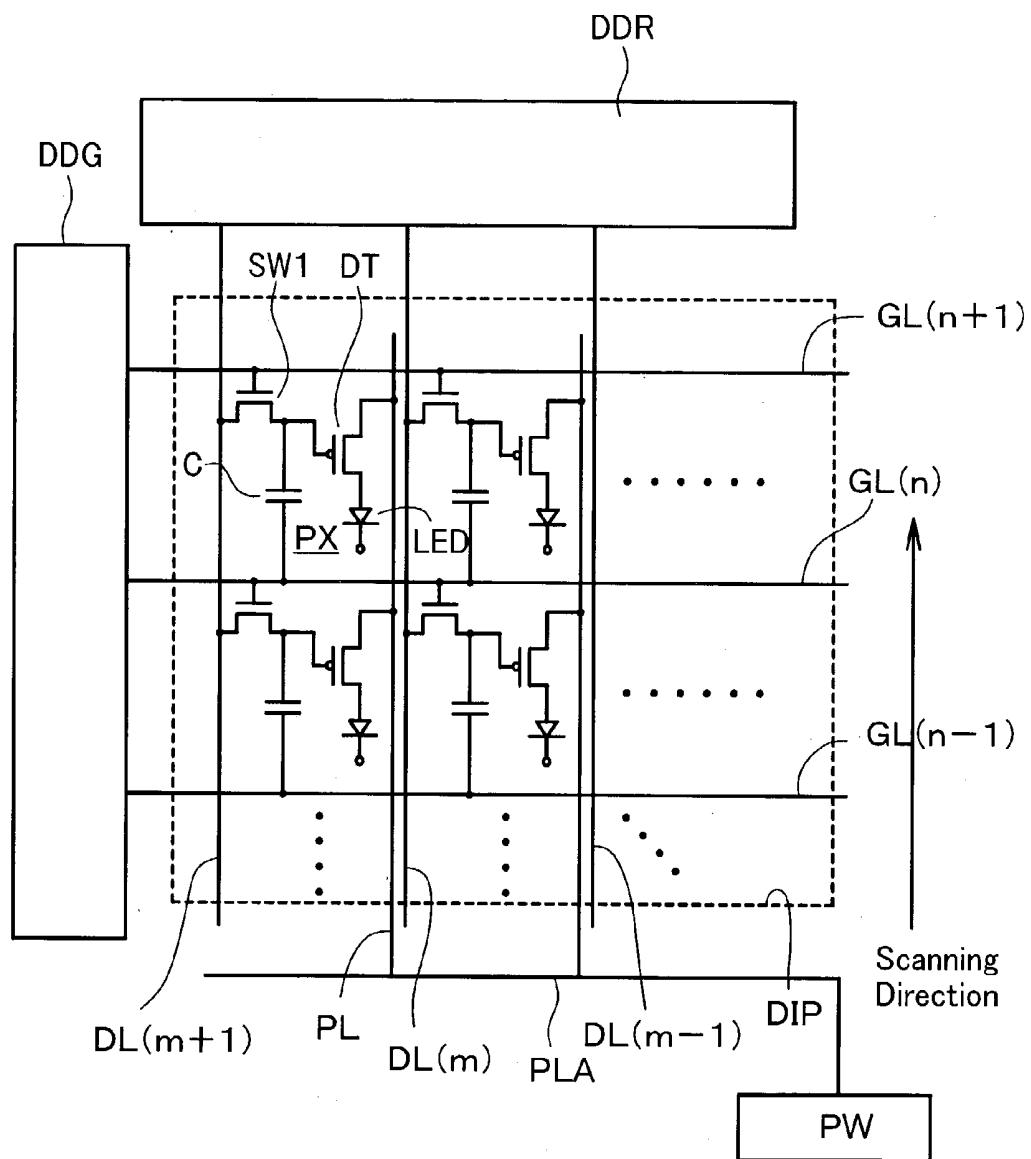 DDR
DDG
SW1
DT
GL(n+1)
C
GL(n)
PX
LED
GL(n-1)
Scanning
Direction
DL(m+1)
PL
DL(m)
PLA
DL(m-1)
DIP
PW